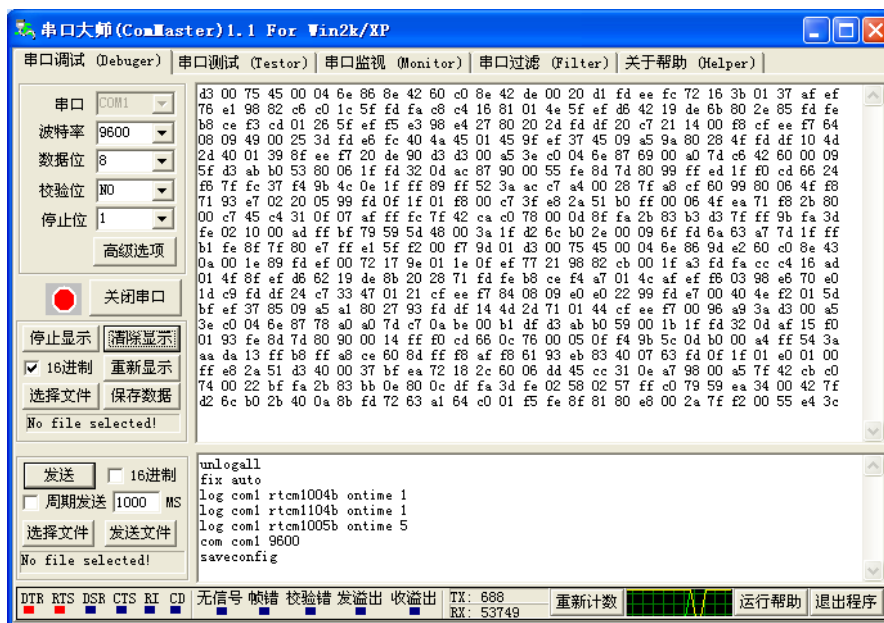 串口大师(ComMaster)1.1 For Win2k/XP
串口调试 (Debuger) 串口测试 (Testor) 串口监视 (Monitor) 串口过滤 (Filter) 关于帮助 (Helper)
串口 COM1
波特率 9600
数据位 8
校验位 NO
停止位 1
高级选项
关闭串口
停止显示 清除显示
16进制 重新显示
选择文件 保存数据
No file selected!
d3 00 75 45 00 04 6e 86 8e 42 60 c0 8e 42 de 00 20 d1 fd ee fc 72 16 3b 01 37 af ef
76 e1 98 82 c6 c0 1c 5f fd fa c8 c4 16 81 01 4e 5f ef d6 42 19 de 6b 80 2e 85 fd fe
b8 ce f3 cd 01 26 5f ef f5 e3 98 e4 27 80 20 2d fd df 20 c7 21 14 00 f8 cf ee f7 64
08 09 49 00 25 3d fd e6 fc 40 4a 45 01 45 9f ef 37 45 09 a5 9a 80 28 4f fd df 10 4d
2d 40 01 39 8f ee f7 20 de 90 d3 d3 00 a5 3e c0 04 6e 87 69 00 a0 7d c6 42 60 00 09
5f d3 ab b0 53 80 06 1f fd 32 0d ac 87 90 00 55 fe 8d 7d 80 99 ff ed 1f f0 cd 66 24
f6 7f fc 37 f4 9b 4c 0e 1f ff 89 ff 52 3a ac c7 a4 00 28 7f a8 cf 60 99 80 06 4f f8
71 93 e7 02 20 05 99 fd 0f 1f 01 f8 00 c7 3f e8 2a 51 b0 ff 00 06 4f ea 71 f8 2b 80
00 c7 45 c4 31 0f 07 af ff fc 7f 42 ca c0 78 00 0d 8f fa 2b 83 b3 d3 7f ff 9b fa 3d
fe 02 10 00 ad ff bf 79 59 5d 48 00 3a 1f d2 6c b0 2e 00 09 6f fd 6a 63 a7 7d 1f ff
b1 fe 8f 7f 80 e7 ff e1 5f f2 00 f7 9d 01 d3 00 75 45 00 04 6e 86 9d e2 60 c0 8e 43
0a 00 1e 89 fd ef 00 72 17 9e 01 1e 0f ef 77 21 98 82 cb 00 1f a3 fd fa cc c4 16 ad
01 4f 8f ef d6 62 19 de 8b 20 28 71 fd fe b8 ce f4 a7 01 4c af ef f6 03 98 e6 70 e0
1d c9 fd df 24 c7 33 47 01 21 cf ee f7 84 08 09 e0 e0 22 99 fd e7 00 40 4e f2 01 5d
bf ef 37 85 09 a5 a1 80 27 93 fd df 14 4d 2d 71 01 44 cf ee f7 00 96 a9 3a d3 00 a5
3e c0 04 6e 87 78 a0 a0 7d c7 0a be 00 b1 df d3 ab b0 59 00 1b 1f fd 32 0d af 15 f0
01 93 fe 8d 7d 80 90 00 14 ff f0 cd 66 0c 76 00 05 0f f4 9b 5c 0d b0 00 a4 ff 54 3a
aa da 13 ff b8 ff a8 ce 60 8d ff f8 af f8 61 93 eb 83 40 07 63 fd 0f 1f 01 e0 01 00
ff e8 2a 51 d3 40 00 37 bf ea 72 18 2c 60 06 dd 45 cc 31 0e a7 98 00 a5 7f 42 cb c0
74 00 22 bf fa 2b 83 bb 0e 80 0c df fa 3d fe 02 58 02 57 ff c0 79 59 ea 34 00 42 7f
d2 6c b0 2b 40 0a 8b fd 72 63 a1 64 c0 01 f5 fe 8f 81 80 e8 00 2a 7f f2 00 55 e4 3c
发送 16进制
周期发送 1000 MS
选择文件 发送文件
No file selected!
unlogall
fix auto
log com1 rtcm1004b ontime 1
log com1 rtcm1104b ontime 1
log com1 rtcm1005b ontime 5
com com1 9600
saveconfig
DTR RTS DSR CTS RI CD 无信号 帧错 校验错 发溢出 收溢出 TX: 688 重新计数 运行帮助 退出程序
RX: 53749